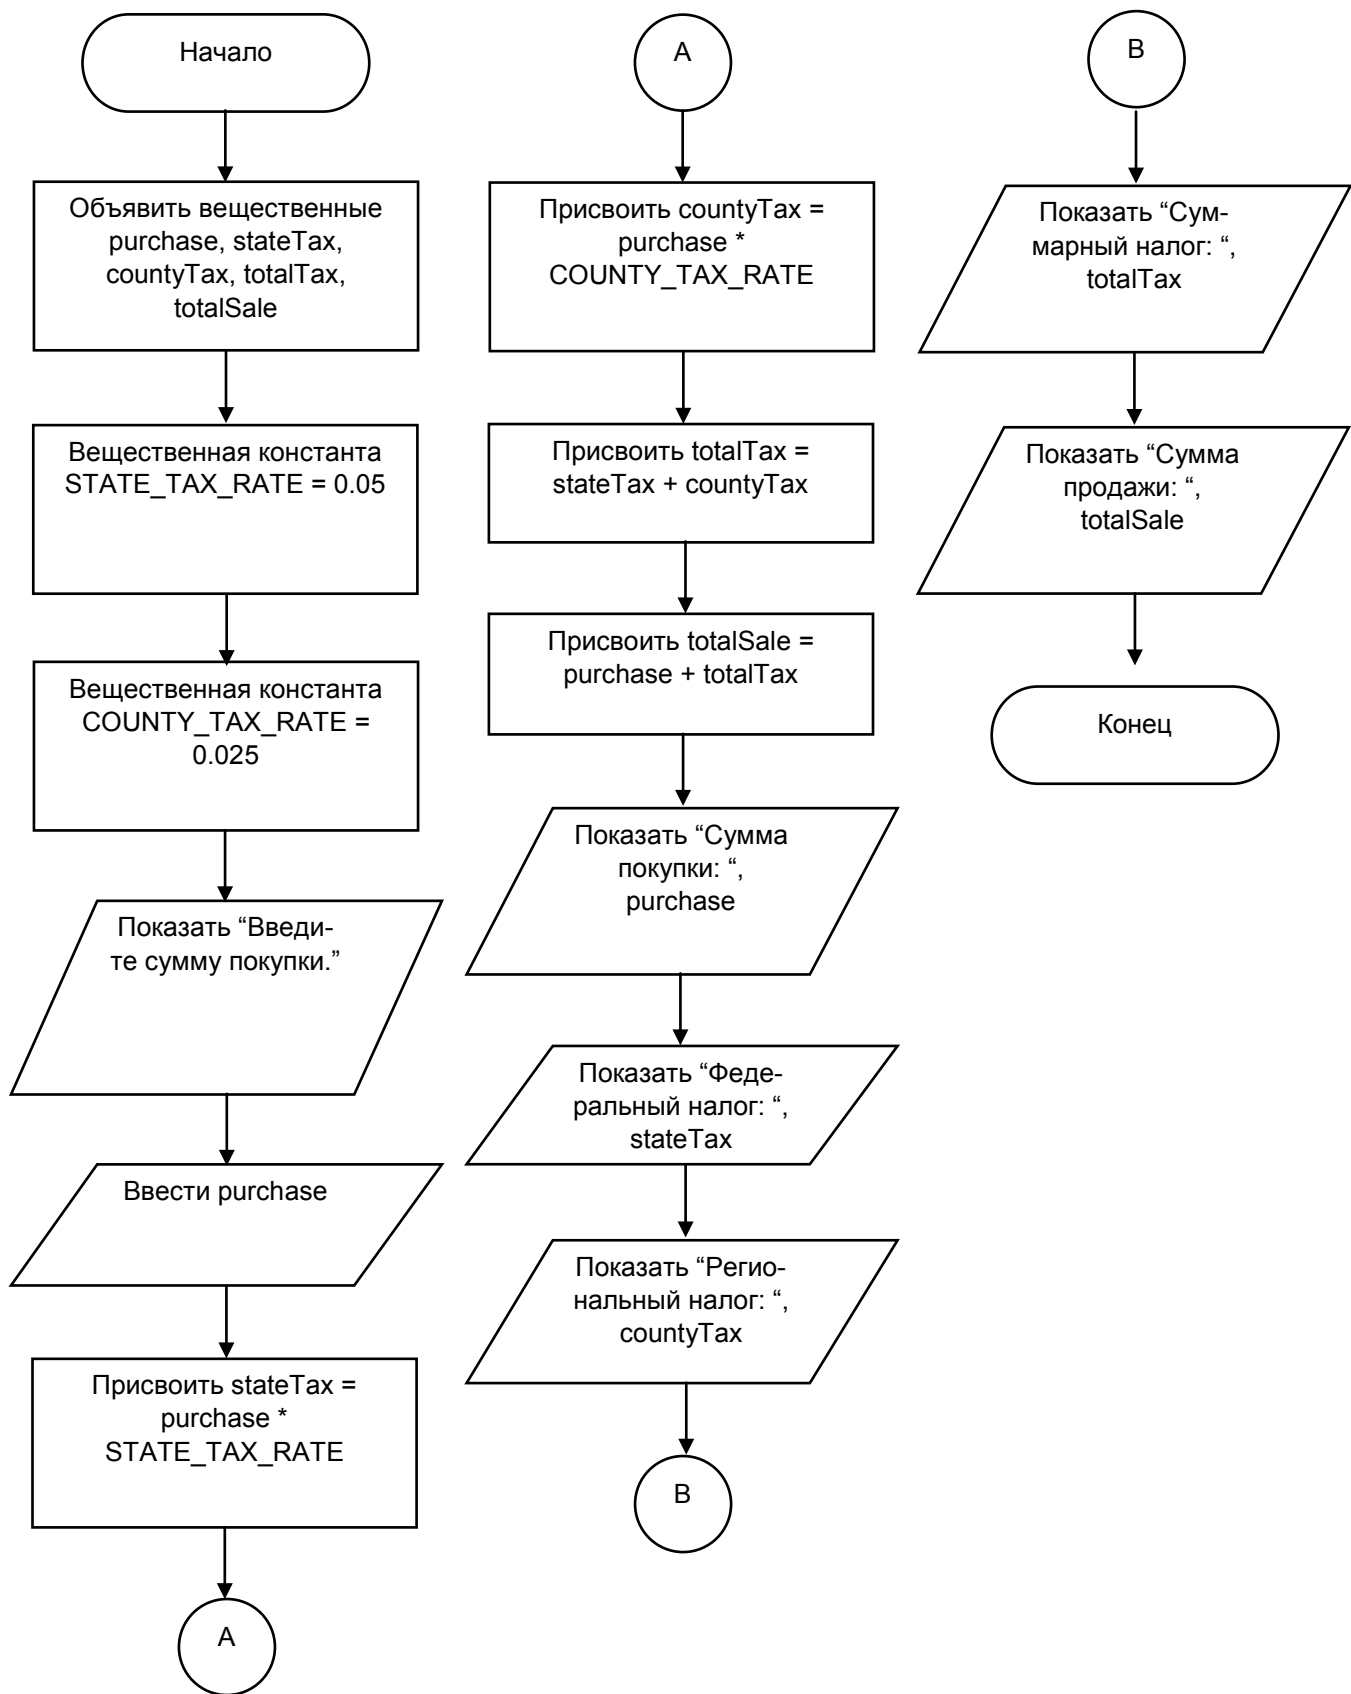 Начало
Объявить вещественные
purchase, stateTax,
countyTax, totalTax,
totalSale
Вещественная константа
STATE_TAX_RATE = 0.05
Вещественная константа
COUNTY_TAX_RATE =
0.025
Показать “Введи-
те сумму покупки.”
Ввести purchase
Присвоить stateTax =
purchase *
STATE_TAX_RATE
A
A
Присвоить countyTax =
purchase *
COUNTY_TAX_RATE
Присвоить totalTax =
stateTax + countyTax
Присвоить totalSale =
purchase + totalTax
Показать “Сумма
покупки: “,
purchase
Показать “Феде-
ральный налог: “,
stateTax
Показать “Регио-
нальный налог: “,
countyTax
B
B
Показать “Сум-
марный налог: “,
totalTax
Показать “Сумма
продажи: “,
totalSale
Конец